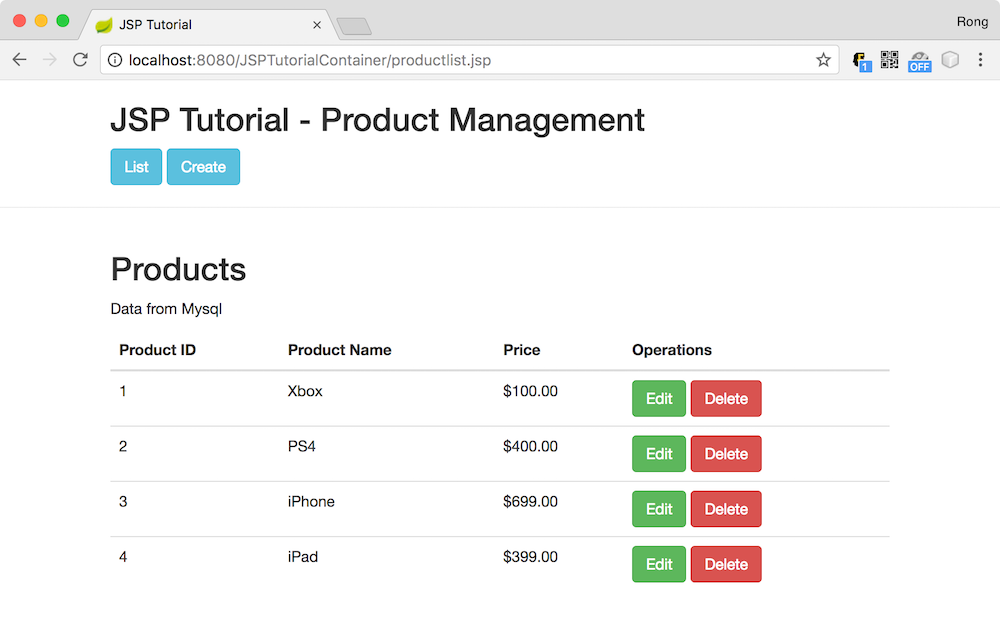 JSP Tutorial
Rong
localhost:8080/JSPTutorialContainer/productlist.jsp
1
OFF
JSP Tutorial - Product Management
List Create
Products
Data from Mysql
Product ID Product Name Price Operations
1 Xbox $100.00 Edit Delete
2 PS4 $400.00 Edit Delete
3 iPhone $699.00 Edit Delete
4 iPad $399.00 Edit Delete